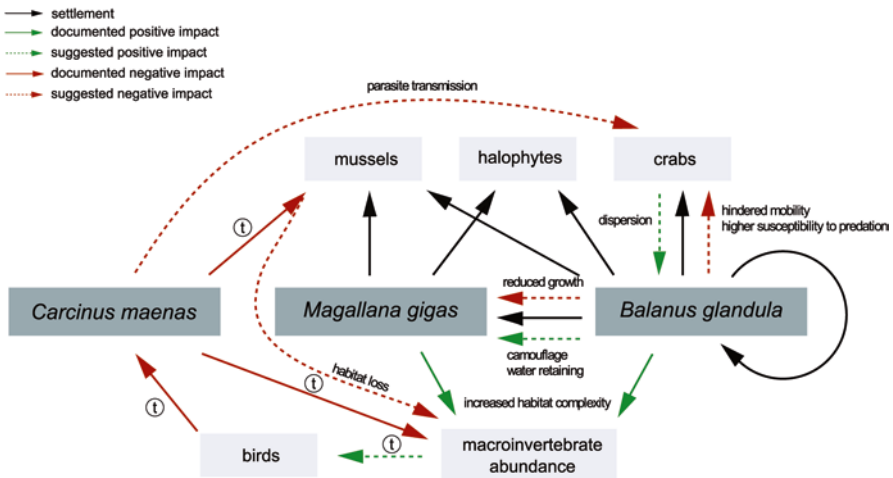 settlement
documented positive impact
suggested positive impact
documented negative impact
suggested negative impact
parasite transmission
mussels
halophytes
crabs
t
dispersion
hindered mobility
higher susceptibility to predation
reduced growth
Carcinus maenas
Magallana gigas
Balanus glandula
camouflage
water retaining
habitat loss
t
t
increased habitat complexity
t
birds
macroinvertebrate
abundance